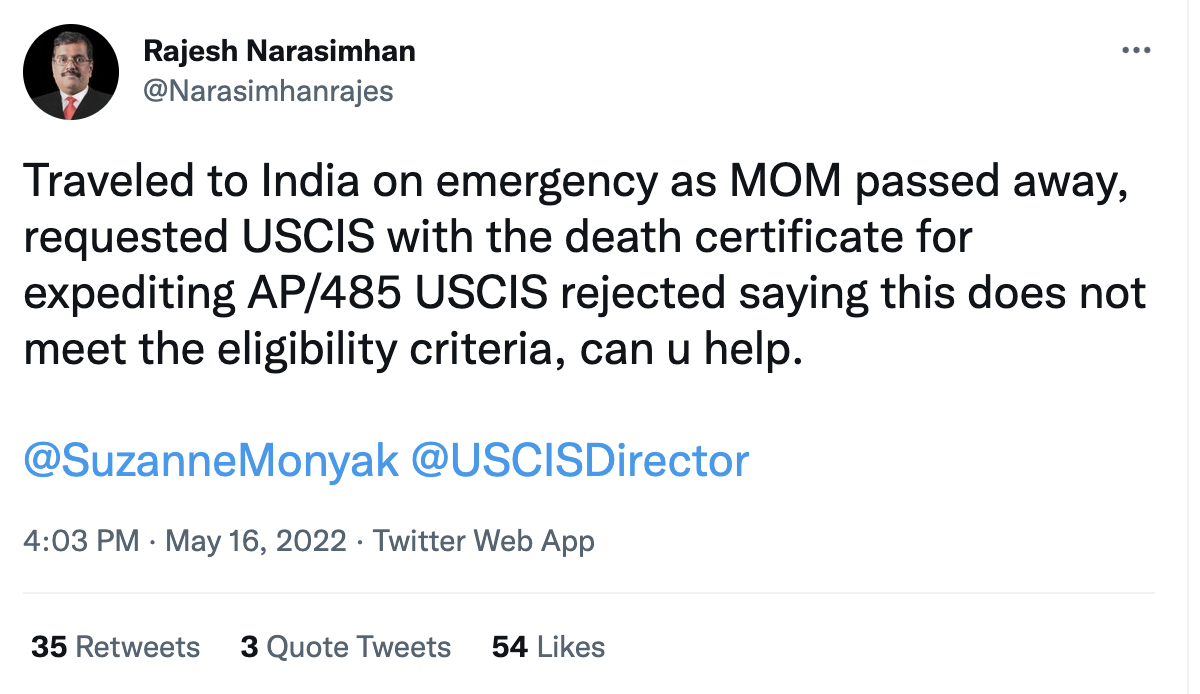 Rajesh Narasimhan
@Narasimhanrajes
Traveled to India on emergency as MOM passed away,
requested USCIS with the death certificate for
expediting AP/485 USCIS rejected saying this does not
meet the eligibility criteria, can u help.
@SuzanneMonyak @USCISDirector
4:03 PM · May 16, 2022 · Twitter Web App
35 Retweets 3 Quote Tweets 54 Likes